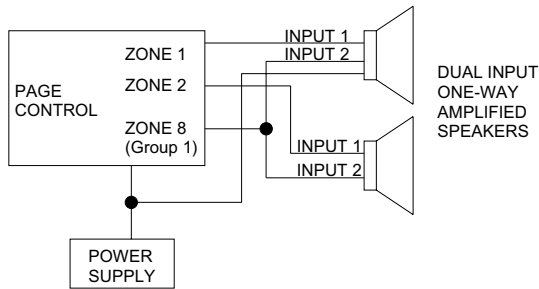 PAGE
CONTROL
ZONE 1
ZONE 2
ZONE 8
(Group 1)
INPUT 1
INPUT 2
INPUT 1
INPUT 2
DUAL INPUT
ONE-WAY
AMPLIFIED
SPEAKERS
POWER
SUPPLY